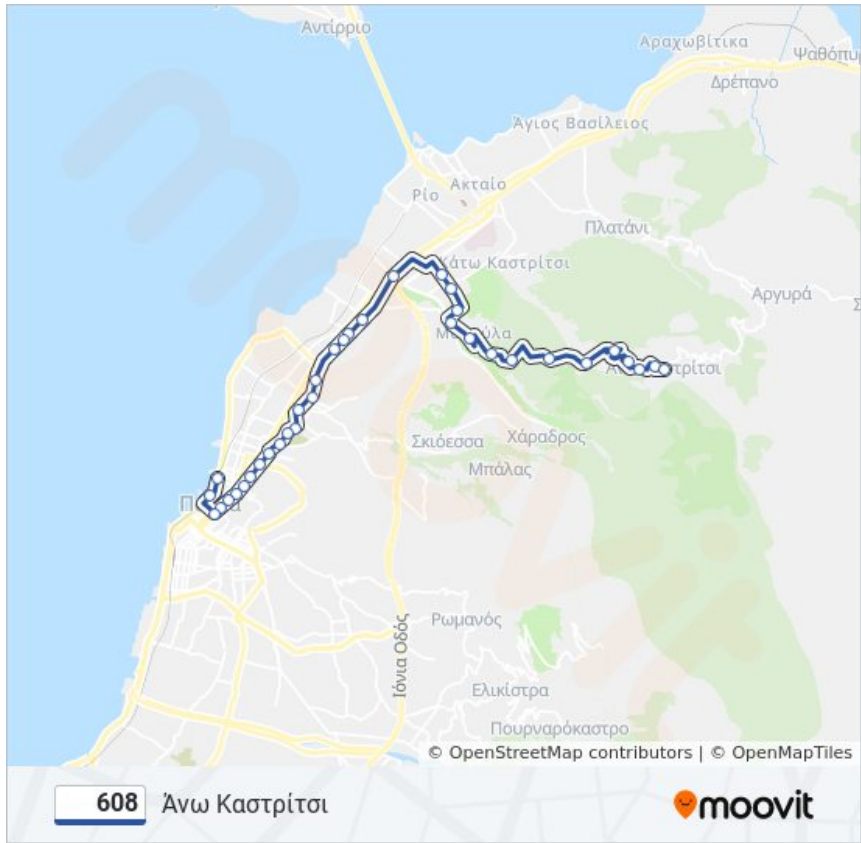 Αντίρριο
Αραχωβίτικα
Ψαθόπυρ
Δρέπανο
Άγιος Βασίλειος
Ρίο
Ακταίο
Πλατάνι
Κάτω Καστρίτσι
Αργυρά
Σκιόεσσα
Χάραδρος
Μπάλας
Ρωμανός
Ιόνια Οδός
Ελικίστρα
Πουρναρόκαστρο
© OpenStreetMap contributors | © OpenMapTiles
608 Άνω Καστρίτσι
moovit